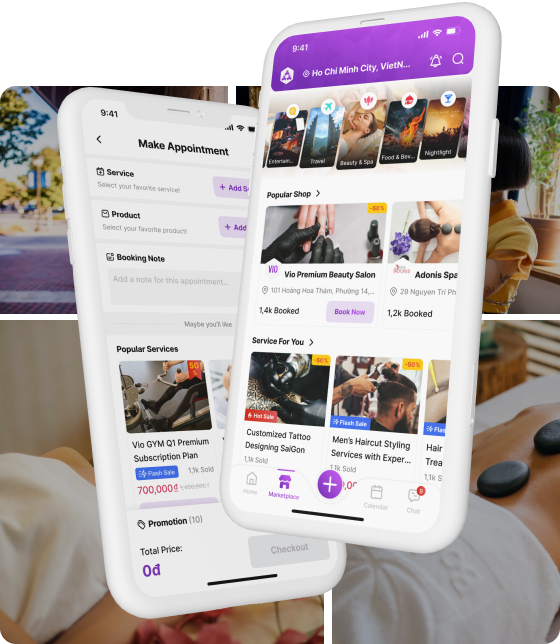 9:41
Ho Chi Minh City, VietN...
Entertain...
Travel
Beauty & Spa
Food & Bev...
Nightlight
Popular Shop
-50%
VIO
Vio Premium Beauty Salon
101 Hoàng Hoa Thám, Phường 14,...
1,4k Booked
Book Now
Adonis Spa
29 Nguyen Tri Ph
1,2k Booked
Service For You
-50%
Hot Sale
Customized Tattoo
Designing SaiGon
1,1k Sold
-50%
Flash Sale
Men's Haircut Styling
Services with Exper...
1,1k Sold
Flas
Hair
Trea
Home
Marketplace
Calendar
Chat
9:41
Make Appointment
Service
Select your favorite service!
+ Add Se
Product
Select your favorite product!
+ Add
Booking Note
Add a note for this appointment...
Maybe you'll like
Popular Services
50
Vio GYM Q1 Premium
Subscription Plan
Flash Sale
1,1k Sold
700,000đ
Yo
Promotion (10)
Total Price:
0đ
Checkout